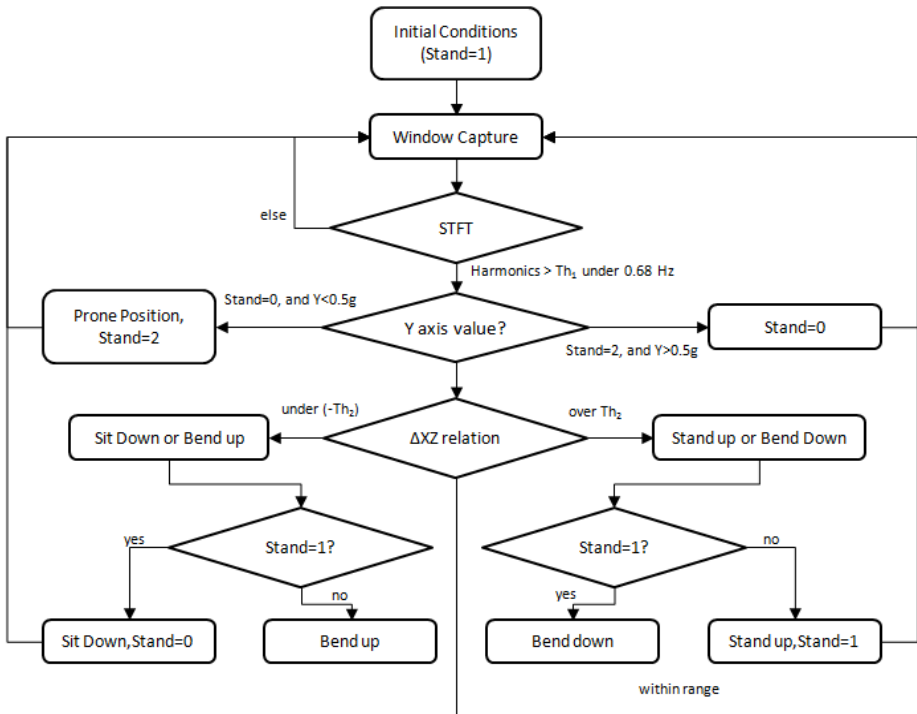 Initial Conditions
(Stand=1)
Window Capture
else
STFT
Harmonics > Th₁ under 0.68 Hz
Stand=0, and Y<0.5g
Prone Position,
Stand=2
Y axis value?
Stand=0
Stand=2, and Y>0.5g
under (-Th₂)
over Th₂
Sit Down or Bend up
ΔXZ relation
Stand up or Bend Down
yes
Stand=1?
Stand=1?
no
no
yes
Sit Down,Stand=0
Bend up
Bend down
Stand up,Stand=1
within range